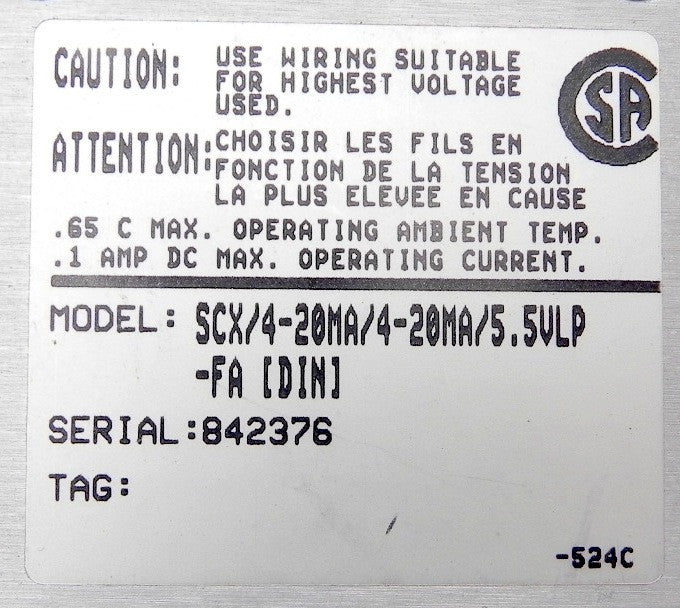 CAUTION: USE WIRING SUITABLE
FOR HIGHEST VOLTAGE
USED.
CSA
ATTENTION: CHOISIR LES FILS EN
FONCTION DE LA TENSION
LA PLUS ELEVEE EN CAUSE
.65 C MAX. OPERATING AMBIENT TEMP.
.1 AMP DC MAX. OPERATING CURRENT.
MODEL: SCX/4-20MA/4-20MA/5.5VLP
-FA [DIN]
SERIAL:842376
TAG:
-524C